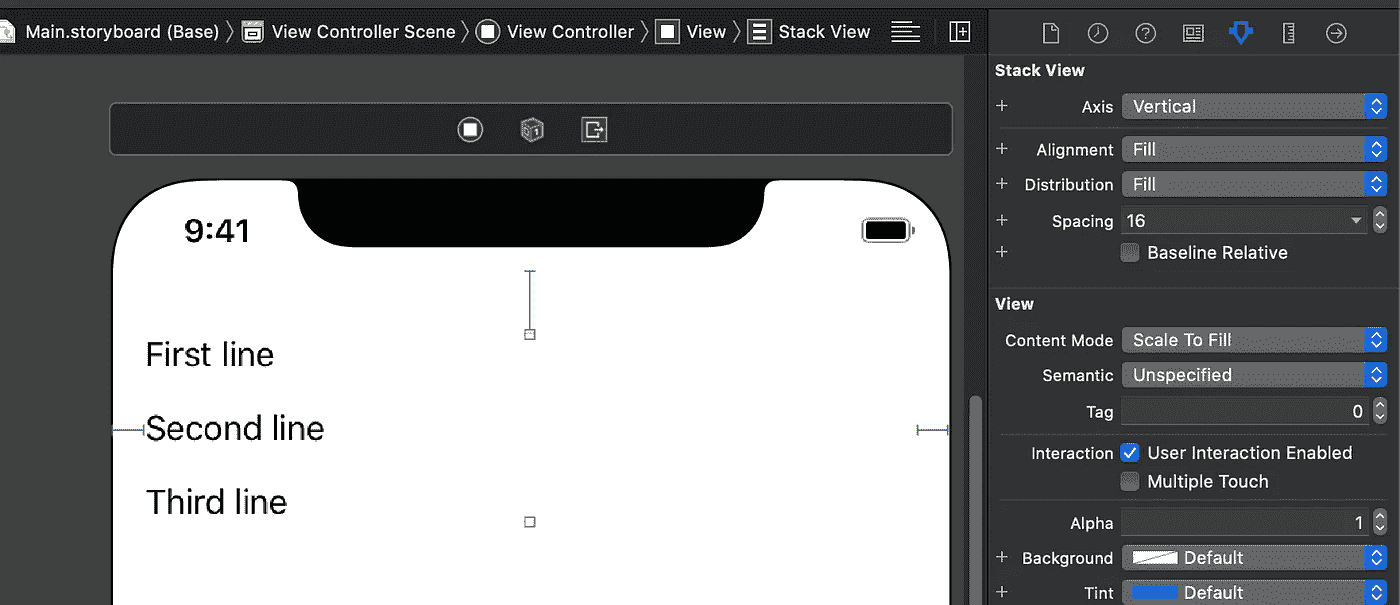 Main.storyboard (Base) 〉 View Controller Scene 〉 View Controller 〉 View 〉 Stack View
9:41
First line
Second line
Third line
Stack View
Axis Vertical
Alignment Fill
Distribution Fill
Spacing 16
Baseline Relative
View
Content Mode Scale To Fill
Semantic Unspecified
Tag 0
Interaction User Interaction Enabled
Multiple Touch
Alpha 1
Background Default
Tint Default